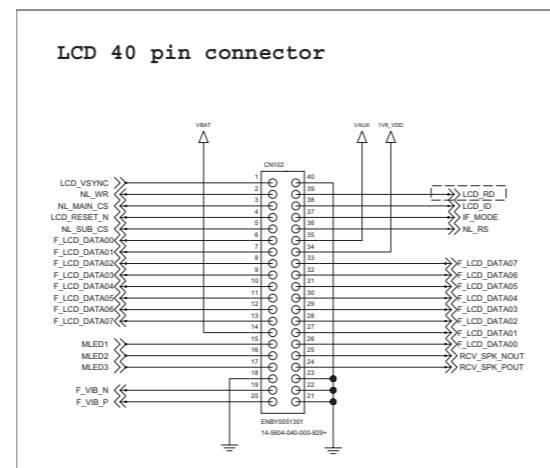 LCD 40 pin connector
VBAT
VAUX
1V8_VDD
CN102
LCD_VSYNC
NL_WR
NL_MAIN_CS
LCD_RESET_N
NL_SUB_CS
F_LCD_DATA00
F_LCD_DATA01
F_LCD_DATA02
F_LCD_DATA03
F_LCD_DATA04
F_LCD_DATA05
F_LCD_DATA06
F_LCD_DATA07
MLED1
MLED2
MLED3
F_VIB_N
F_VIB_P
1
2
3
4
5
6
7
8
9
10
11
12
13
14
15
16
17
18
19
20
40
39
38
37
36
35
34
33
32
31
30
29
28
27
26
25
24
23
22
21
LCD_RD
LCD_ID
IF_MODE
NL_RS
F_LCD_DATA07
F_LCD_DATA06
F_LCD_DATA05
F_LCD_DATA04
F_LCD_DATA03
F_LCD_DATA02
F_LCD_DATA01
F_LCD_DATA00
RCV_SPK_NOUT
RCV_SPK_POUT
ENBY0051301
14-5804-040-000-829+